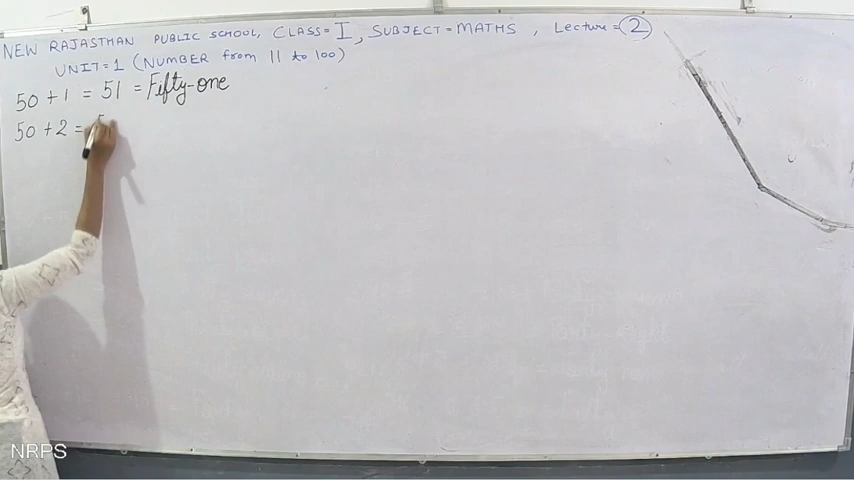 NEW RAJASTHAN PUBLIC SCHOOL, CLASS=I, SUBJECT=MATHS, Lecture=2
UNIT=1 (NUMBER from 11 to 100)
50+1 = 51 = Fifty-one
50+2 = 5
NRPS